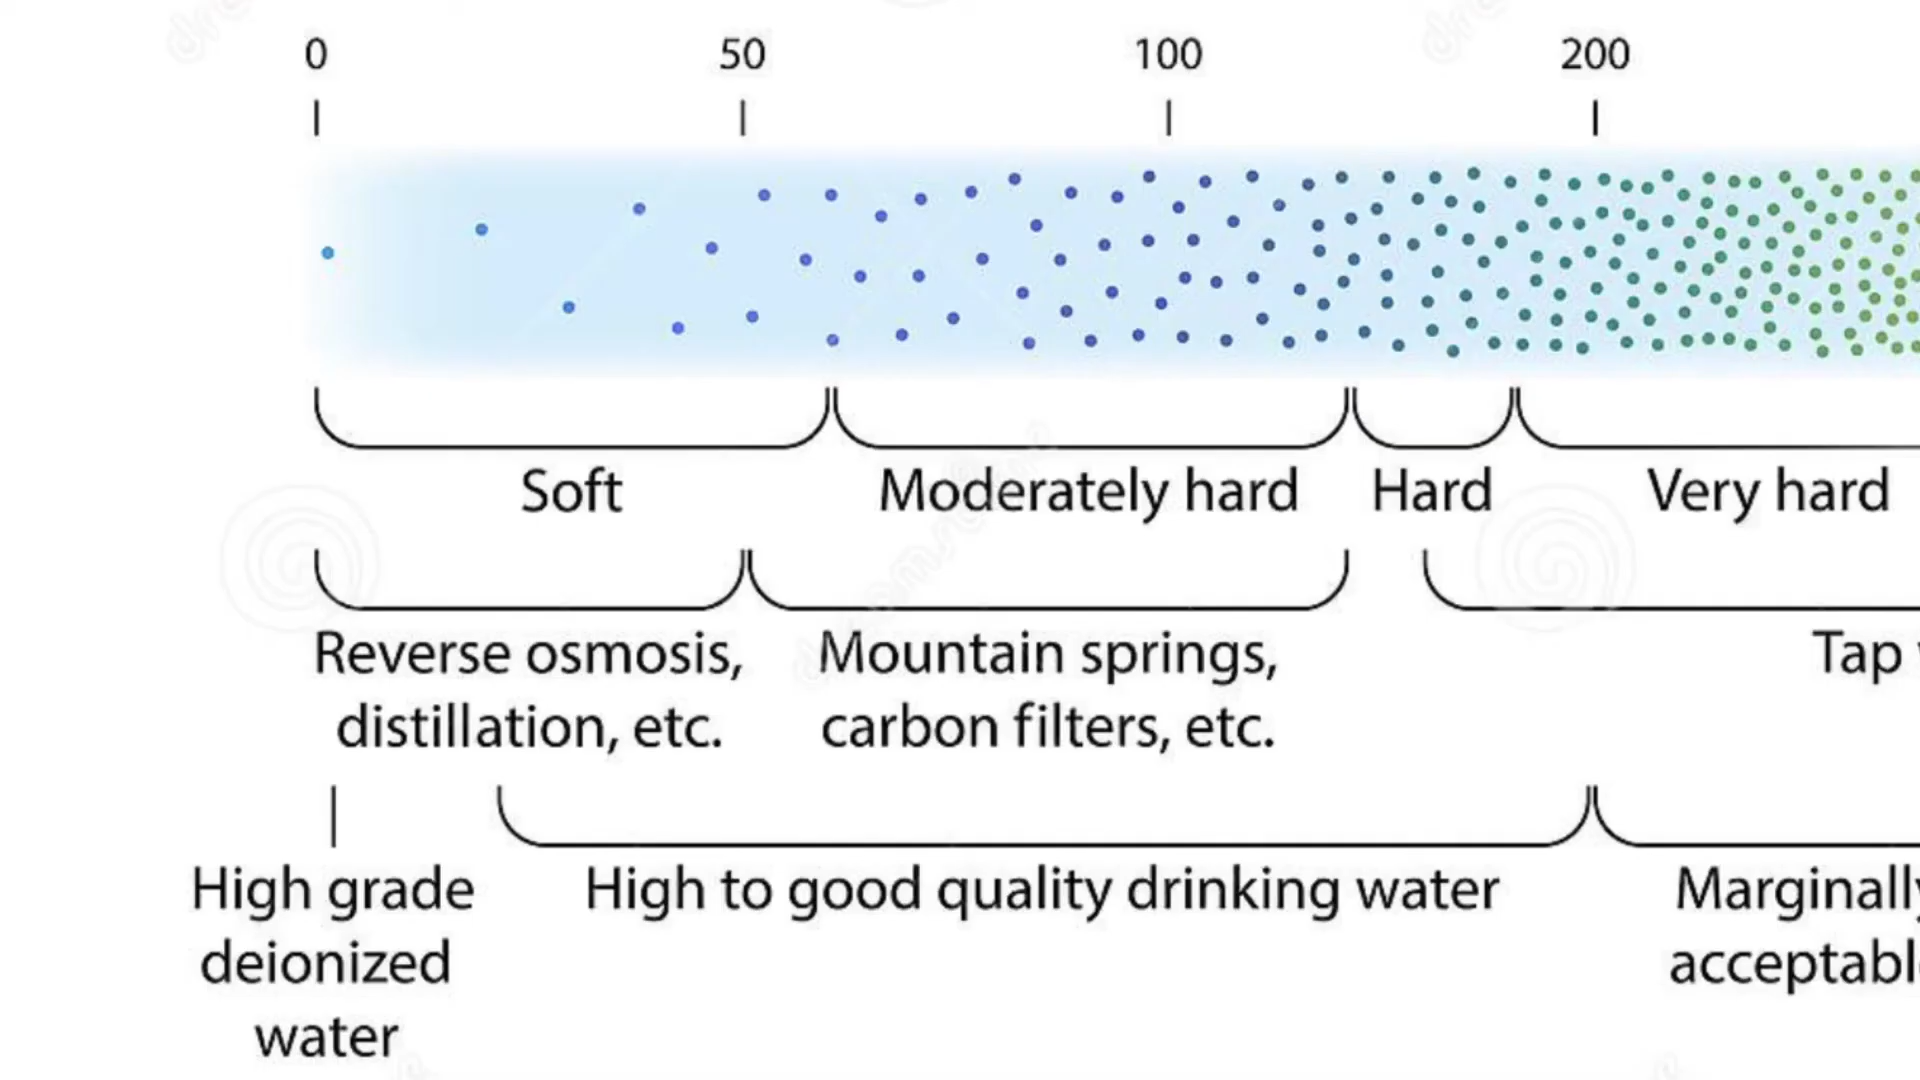 0 50 100 200
Soft Moderately hard Hard Very hard
Reverse osmosis,
distillation, etc.
Mountain springs,
carbon filters, etc.
Tap
High grade
deionized
water
High to good quality drinking water
Marginally
acceptabl